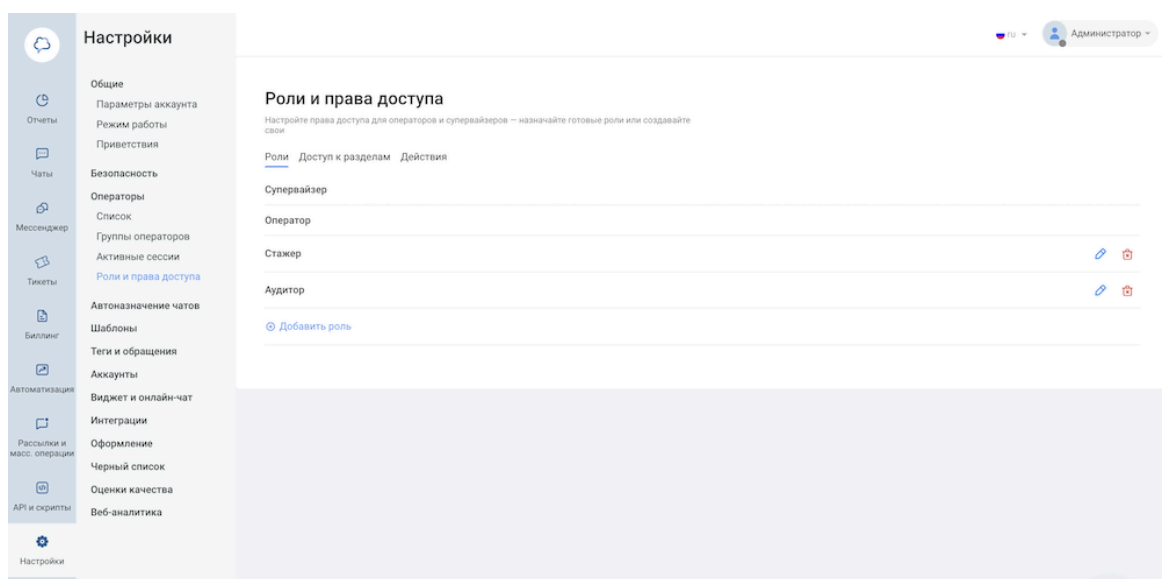 Настройки
ru
Администратор
Отчеты
Чаты
Мессенджер
Тикеты
Биллинг
Автоматизация
Рассылки и
масс. операции
API и скрипты
Настройки
Общие
Параметры аккаунта
Режим работы
Приветствия
Безопасность
Операторы
Список
Группы операторов
Активные сессии
Роли и права доступа
Автоназначение чатов
Шаблоны
Теги и обращения
Аккаунты
Виджет и онлайн-чат
Интеграции
Оформление
Черный список
Оценки качества
Веб-аналитика
Роли и права доступа
Настройте права доступа для операторов и супервайзеров — назначайте готовые роли или создавайте
свои
Роли Доступ к разделам Действия
Супервайзер
Оператор
Стажер
Аудитор
Добавить роль